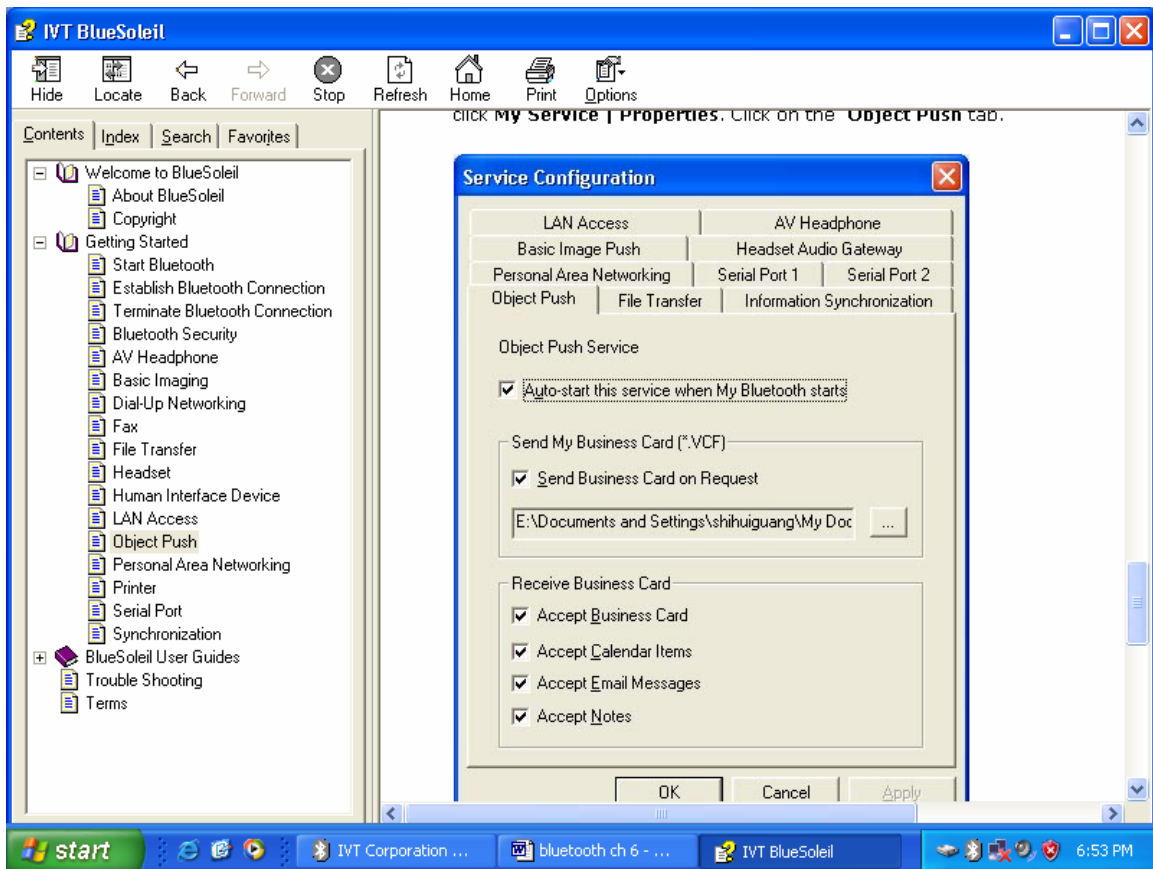 IVT BlueSoleil
Hide Locate Back Forward Stop Refresh Home Print Options
Contents Index Search Favorites
Welcome to BlueSoleil
About BlueSoleil
Copyright
Getting Started
Start Bluetooth
Establish Bluetooth Connection
Terminate Bluetooth Connection
Bluetooth Security
AV Headphone
Basic Imaging
Dial-Up Networking
Fax
File Transfer
Headset
Human Interface Device
LAN Access
Object Push
Personal Area Networking
Printer
Serial Port
Synchronization
BlueSoleil User Guides
Trouble Shooting
Terms
click My Service | Properties. Click on the Object Push tab.
Service Configuration
LAN Access AV Headphone
Basic Image Push Headset Audio Gateway
Personal Area Networking Serial Port 1 Serial Port 2
Object Push File Transfer Information Synchronization
Object Push Service
Auto-start this service when My Bluetooth starts
Send My Business Card (*.VCF)
Send Business Card on Request
E:\Documents and Settings\shihuiguang\My Doc ...
Receive Business Card
Accept Business Card
Accept Calendar Items
Accept Email Messages
Accept Notes
OK Cancel Apply
start IVT Corporation ... bluetooth ch 6 - ... IVT BlueSoleil 6:53 PM